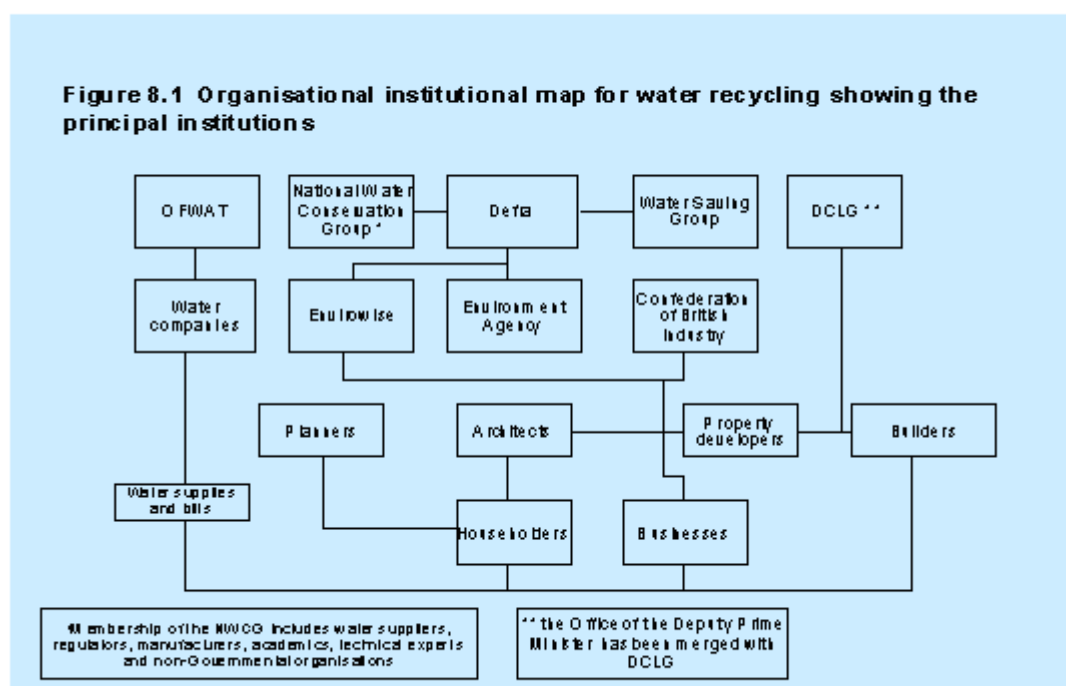 Figure 8.1 Organisational institutional map for water recycling showing the
principal institutions
OFWAT
National Water
Conservation
Group *
Defra
Water Saving
Group
DCLG **
Water
companies
Envirowise
Environment
Agency
Confederation
of British
Industry
Planners
Architects
Property
developers
Builders
Water supplies
and bills
Householders
Businesses
*Membership of the NWCG includes water suppliers,
regulators, manufacturers, academics, technical experts
and non-Governmental organisations
** the Office of the Deputy Prime
Minister has been merged with
DCLG